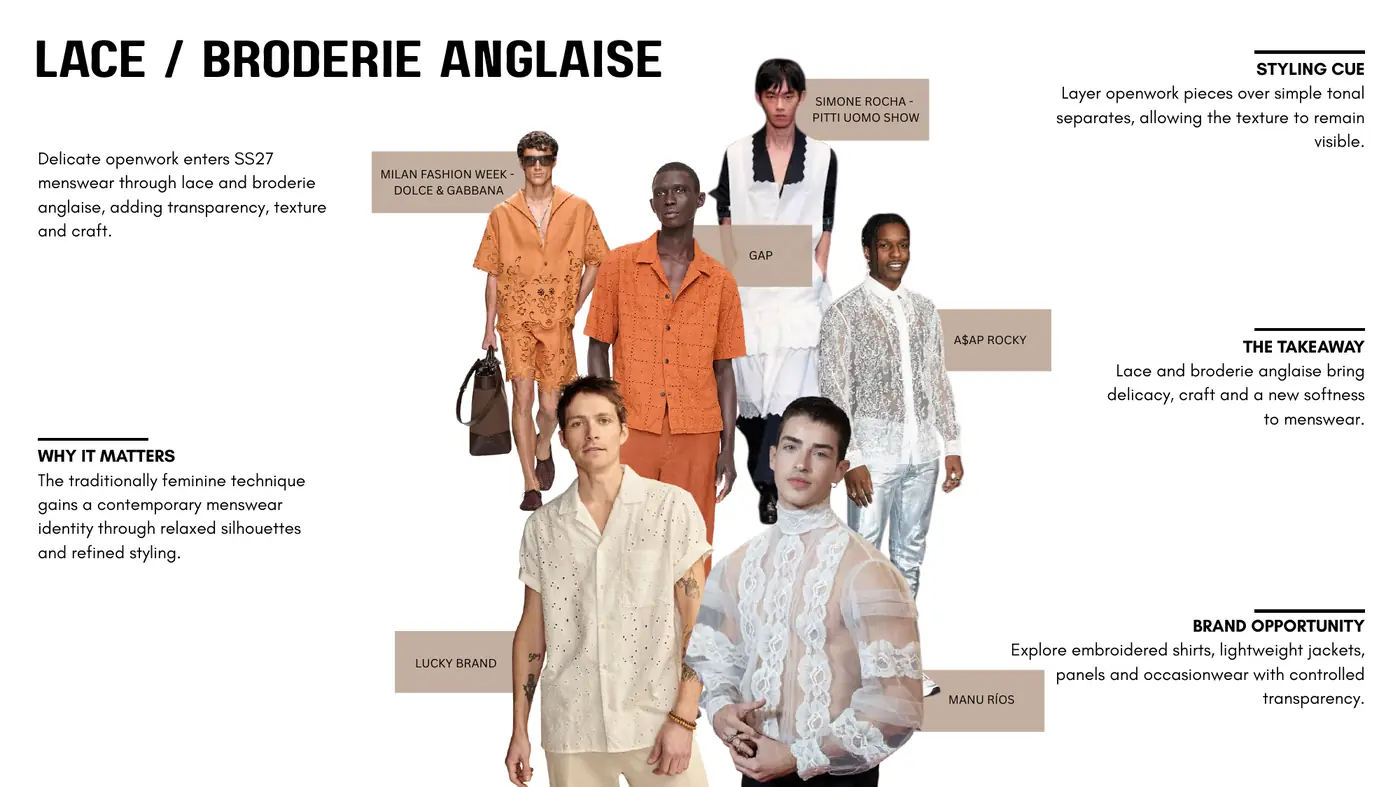 LACE / BRODERIE ANGLAISE
Delicate openwork enters SS27
menswear through lace and broderie
anglaise, adding transparency, texture
and craft.
WHY IT MATTERS
The traditionally feminine technique
gains a contemporary menswear
identity through relaxed silhouettes
and refined styling.
MILAN FASHION WEEK -
DOLCE & GABBANA
SIMONE ROCHA -
PITTI UOMO SHOW
GAP
A$AP ROCKY
LUCKY BRAND
MANU RÍOS
STYLING CUE
Layer openwork pieces over simple tonal
separates, allowing the texture to remain
visible.
THE TAKEAWAY
Lace and broderie anglaise bring
delicacy, craft and a new softness
to menswear.
BRAND OPPORTUNITY
Explore embroidered shirts, lightweight jackets,
panels and occasionwear with controlled
transparency.